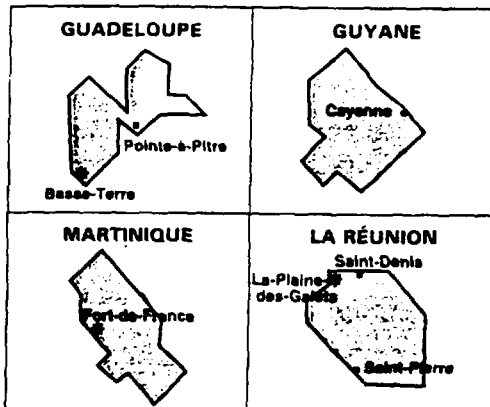 GUADELOUPE
Pointe-à-Pitre
Basse-Terre
GUYANE
Cayenne
MARTINIQUE
Fort-de-France
LA RÉUNION
Saint-Denis
La-Plaine-
des-Galets
Saint-Pierre